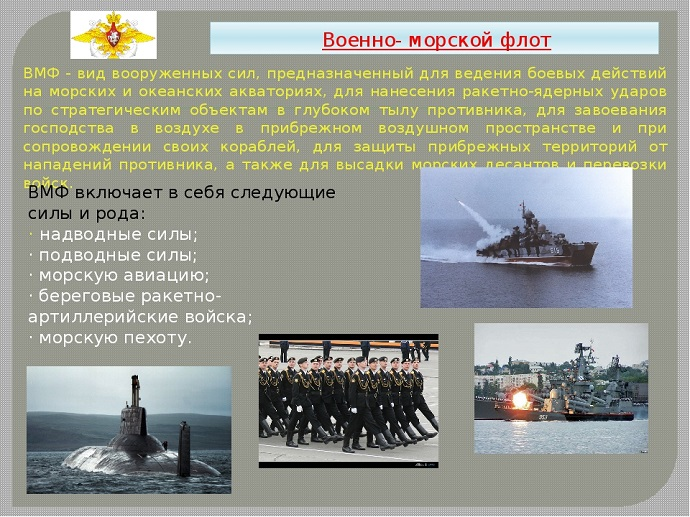 Военно- морской флот
ВМФ - вид вооруженных сил, предназначенный для ведения боевых действий
на морских и океанских акваториях, для нанесения ракетно-ядерных ударов
по стратегическим объектам в глубоком тылу противника, для завоевания
господства в воздухе в прибрежном воздушном пространстве и при
сопровождении своих кораблей, для защиты прибрежных территорий от
нападений противника, а также для высадки морских десантов и перевозки
войск.
ВМФ включает в себя следующие
силы и рода:
· надводные силы;
· подводные силы;
· морскую авиацию;
· береговые ракетно-
артиллерийские войска;
· морскую пехоту.